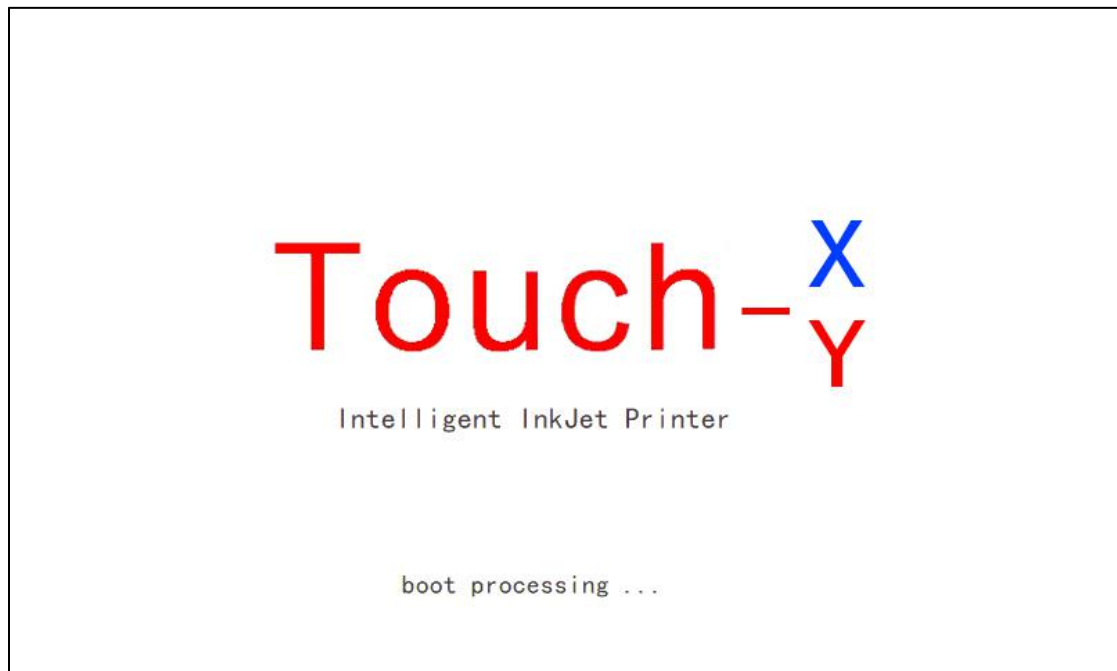 Touch-X
Y
Intelligent InkJet Printer
boot processing ...